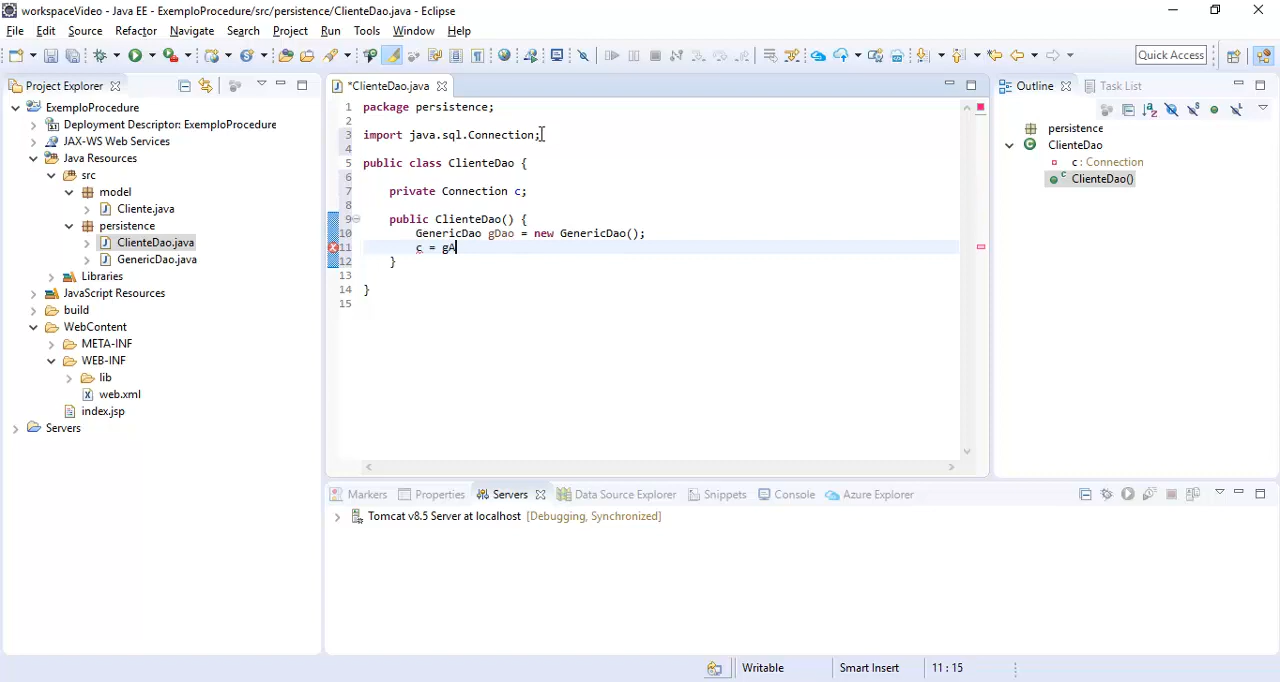 workspaceVideo - Java EE - ExemploProcedure/src/persistence/ClienteDao.java - Eclipse
File Edit Source Refactor Navigate Search Project Run Tools Window Help
Quick Access
Project Explorer
ExemploProcedure
Deployment Descriptor: ExemploProcedure
JAX-WS Web Services
Java Resources
src
model
Cliente.java
persistence
ClienteDao.java
GenericDao.java
Libraries
JavaScript Resources
build
WebContent
META-INF
WEB-INF
lib
web.xml
index.jsp
Servers
*ClienteDao.java
1 package persistence;
2
3 import java.sql.Connection;
4
5 public class ClienteDao {
6
7 private Connection c;
8
9 public ClienteDao() {
10 GenericDao gDao = new GenericDao();
11 c = gA
12 }
13
14 }
15
Outline Task List
persistence
ClienteDao
c : Connection
ClienteDao()
Markers Properties Servers Data Source Explorer Snippets Console Azure Explorer
Tomcat v8.5 Server at localhost [Debugging, Synchronized]
Writable Smart Insert 11 : 15